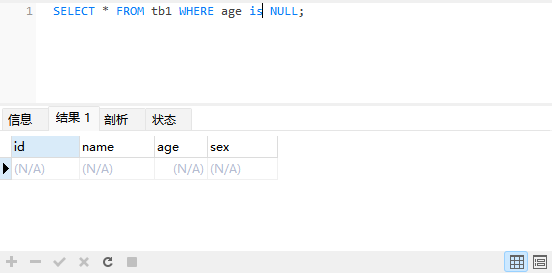 1 SELECT * FROM tb1 WHERE age is NULL;
信息 结果 1 剖析 状态
id name age sex
(N/A) (N/A) (N/A) (N/A)